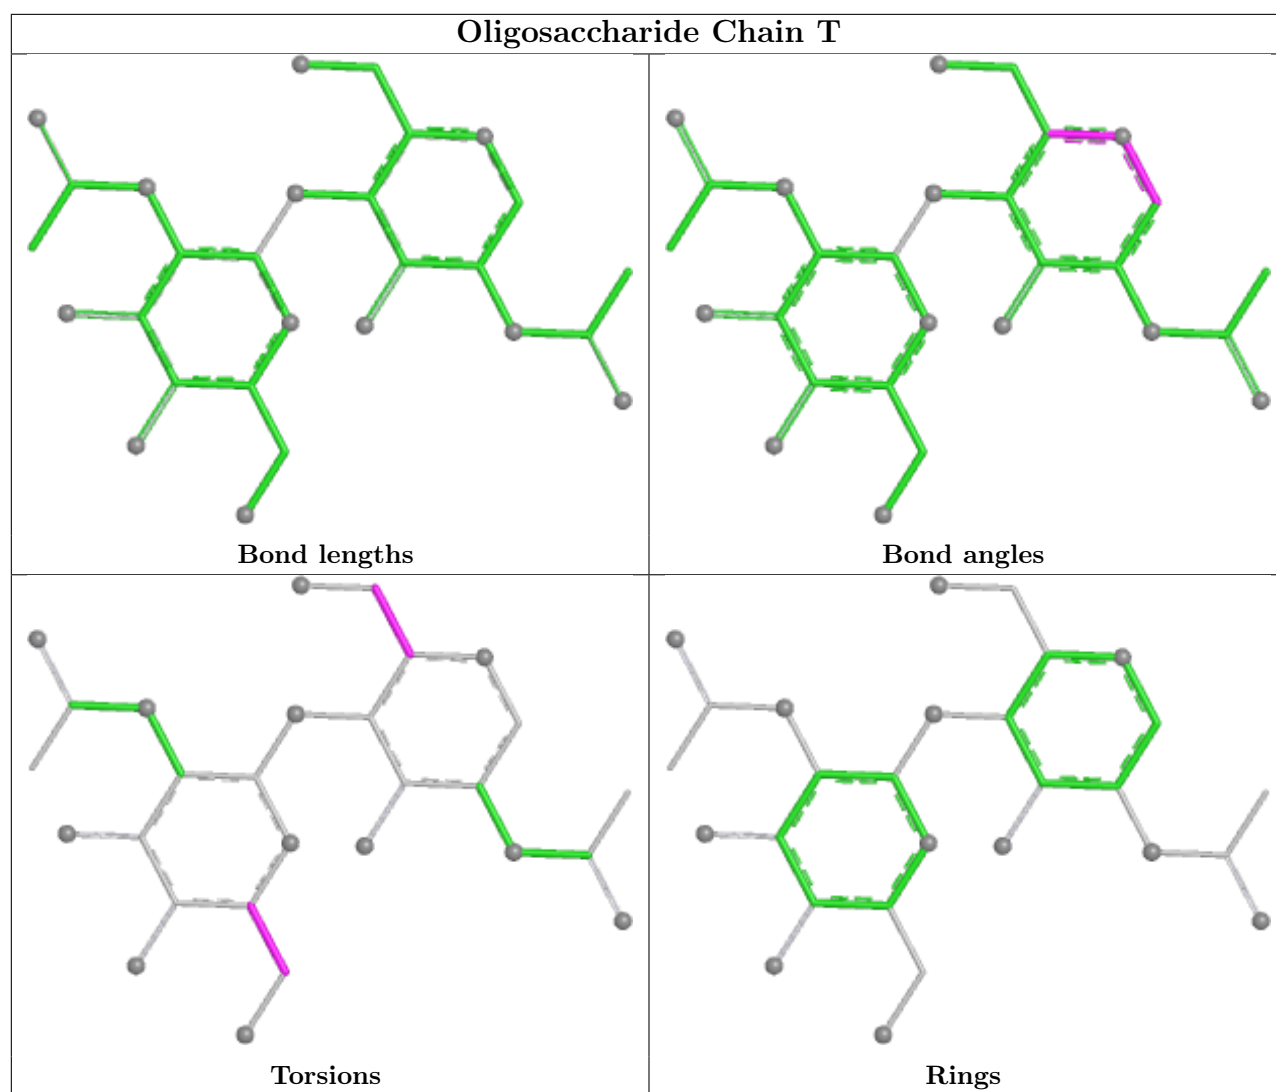 Oligosaccharide Chain T
Bond lengths
Bond angles
Torsions
Rings